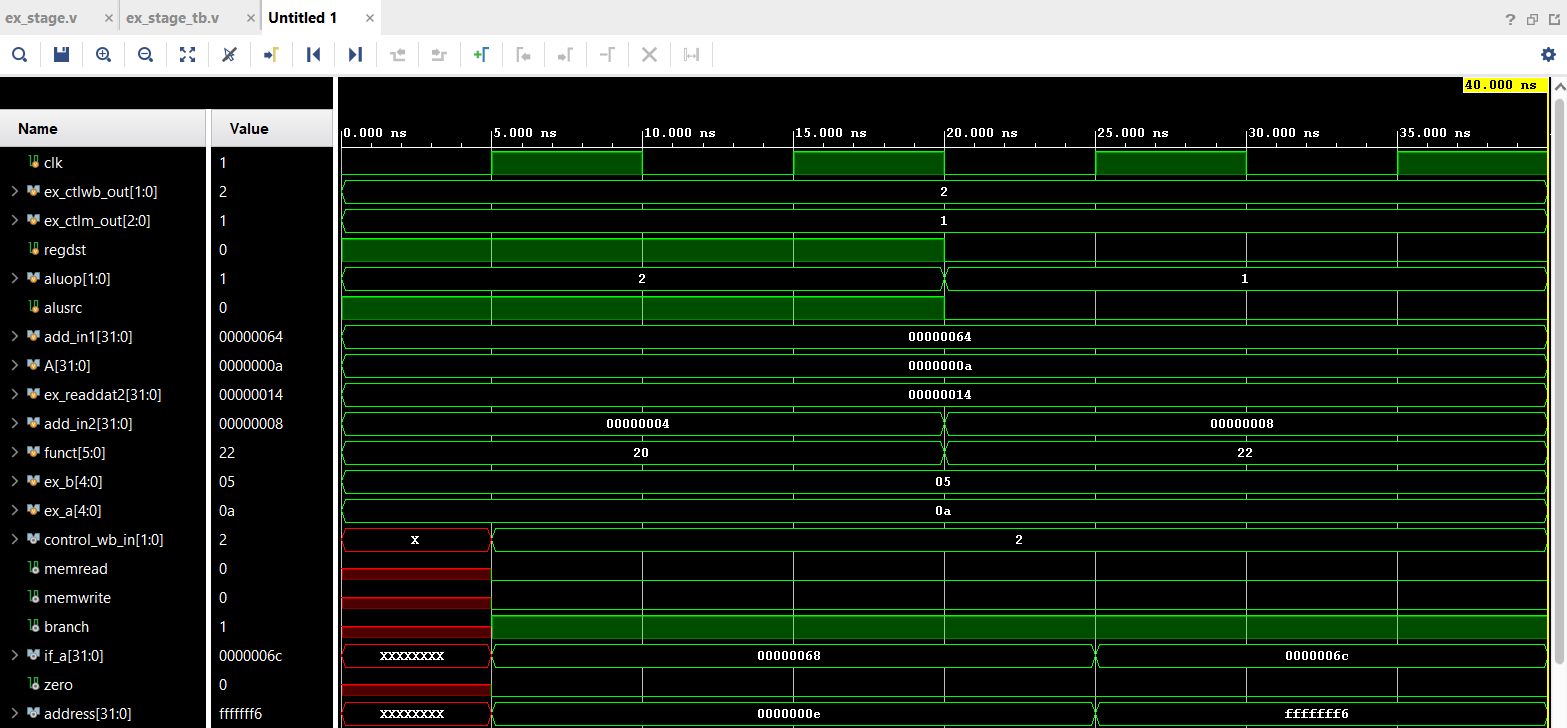 ex_stage.v × ex_stage_tb.v × Untitled 1 × ?
40.000 ns
Name Value 0.000 ns 5.000 ns 10.000 ns 15.000 ns 20.000 ns 25.000 ns 30.000 ns 35.000 ns
clk 1
ex_ctlwb_out[1:0] 2 2
ex_ctlm_out[2:0] 1 1
regdst 0
aluop[1:0] 1 2 1
alusrc 0
add_in1[31:0] 00000064 00000064
A[31:0] 0000000a 0000000a
ex_readdat2[31:0] 00000014 00000014
add_in2[31:0] 00000008 00000004 00000008
funct[5:0] 22 20 22
ex_b[4:0] 05 05
ex_a[4:0] 0a 0a
control_wb_in[1:0] 2 X 2
memread 0
memwrite 0
branch 1
if_a[31:0] 0000006c XXXXXXXX 00000068 0000006c
zero 0
address[31:0] fffffff6 XXXXXXXX 0000000e fffffff6